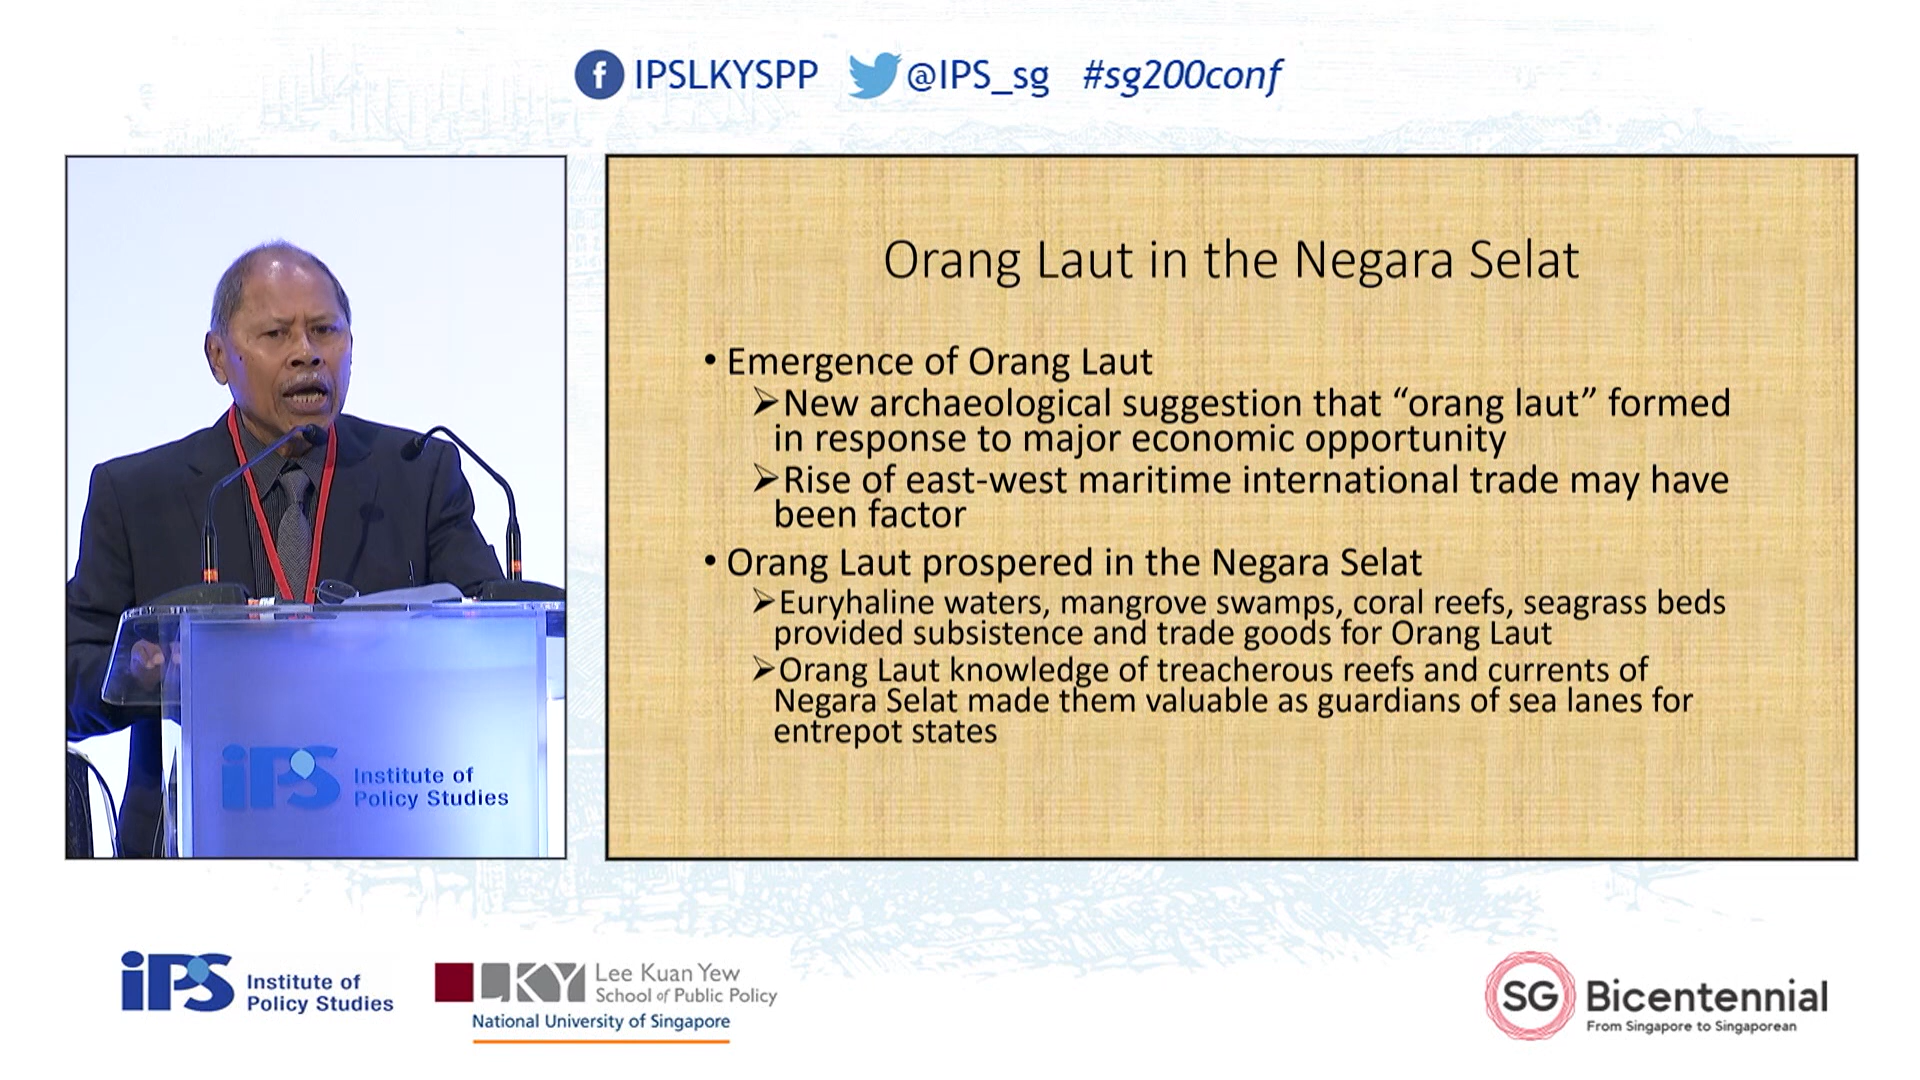 f IPSLKYSPP @IPS_sg #sg200conf
Orang Laut in the Negara Selat
• Emergence of Orang Laut
➢New archaeological suggestion that “orang laut” formed
in response to major economic opportunity
➢Rise of east-west maritime international trade may have
been factor
• Orang Laut prospered in the Negara Selat
➢Euryhaline waters, mangrove swamps, coral reefs, seagrass beds
provided subsistence and trade goods for Orang Laut
➢Orang Laut knowledge of treacherous reefs and currents of
Negara Selat made them valuable as guardians of sea lanes for
entrepot states
iPS Institute of
Policy Studies
iPS Institute of
Policy Studies
LKY Lee Kuan Yew
School of Public Policy
National University of Singapore
SG Bicentennial
From Singapore to Singaporean